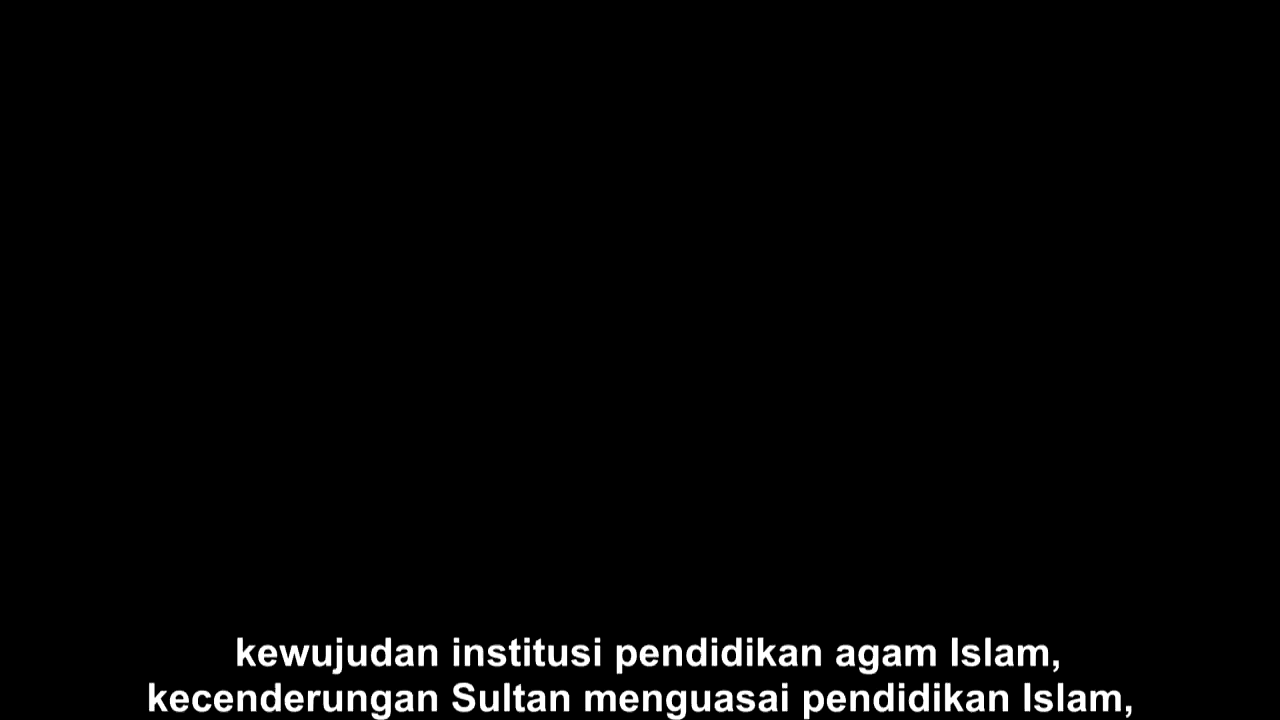 kewujudan institusi pendidikan agam Islam,
kecenderungan Sultan menguasai pendidikan Islam,